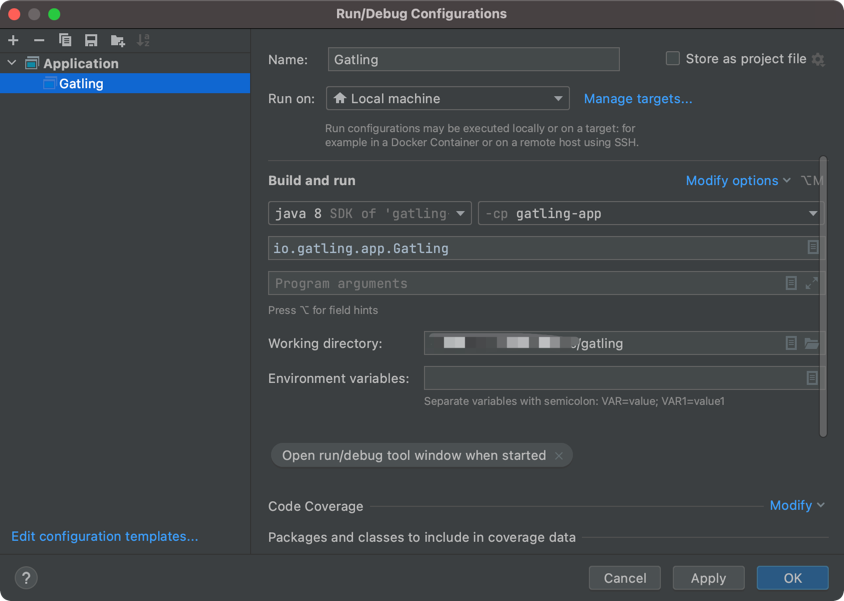 Run/Debug Configurations
Application
Gatling
Name: Gatling Store as project file
Run on: Local machine Manage targets...
Run configurations may be executed locally or on a target: for
example in a Docker Container or on a remote host using SSH.
Build and run Modify options ⌥M
java 8 SDK of 'gatling- -cp gatling-app
io.gatling.app.Gatling
Program arguments
Press ⌥ for field hints
Working directory: /gatling
Environment variables:
Separate variables with semicolon: VAR=value; VAR1=value1
Open run/debug tool window when started ×
Code Coverage Modify
Packages and classes to include in coverage data
Edit configuration templates...
? Cancel Apply OK